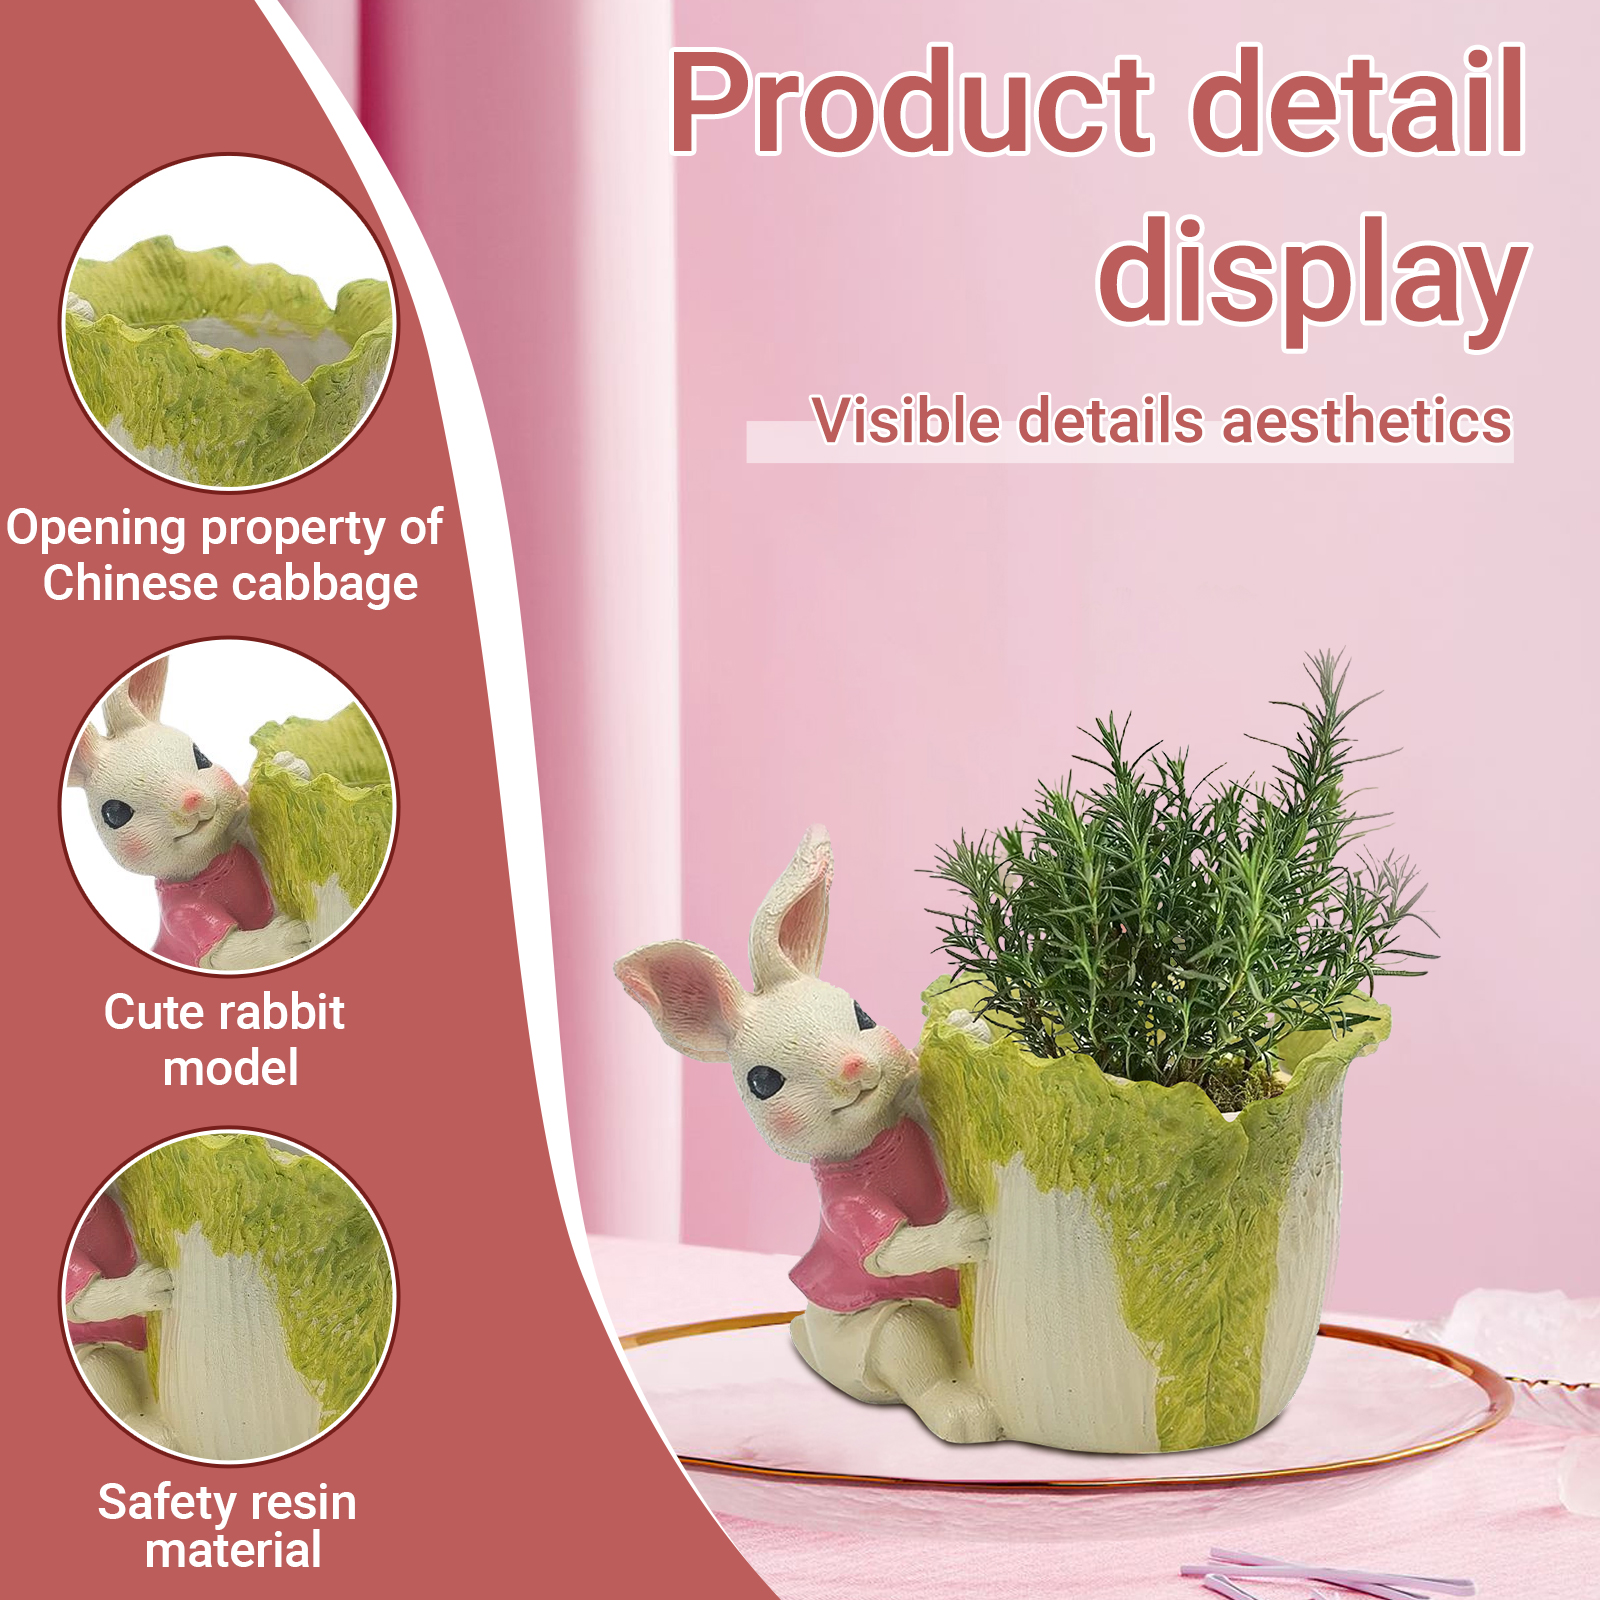 Product detail
display
Visible details aesthetics
Opening property of
Chinese cabbage
Cute rabbit
model
Safety resin
material